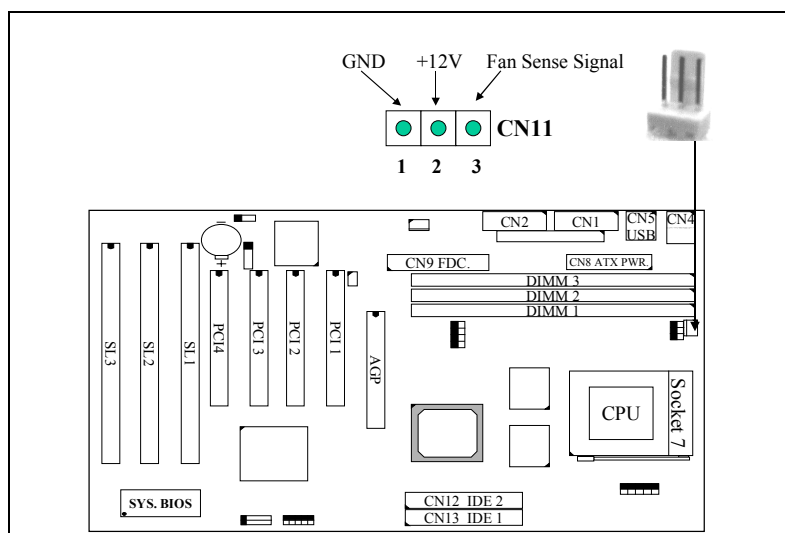 GND +12V Fan Sense Signal
CN11
1 2 3
CN2 CN1 CN5 CN4
USB
CN9 FDC. CN8 ATX PWR.
DIMM 3
DIMM 2
DIMM 1
SL3 SL2 SL1 PCI4 PCI 3 PCI 2 PCI 1 AGP
CPU Socket 7
SYS. BIOS
CN12 IDE 2
CN13 IDE 1